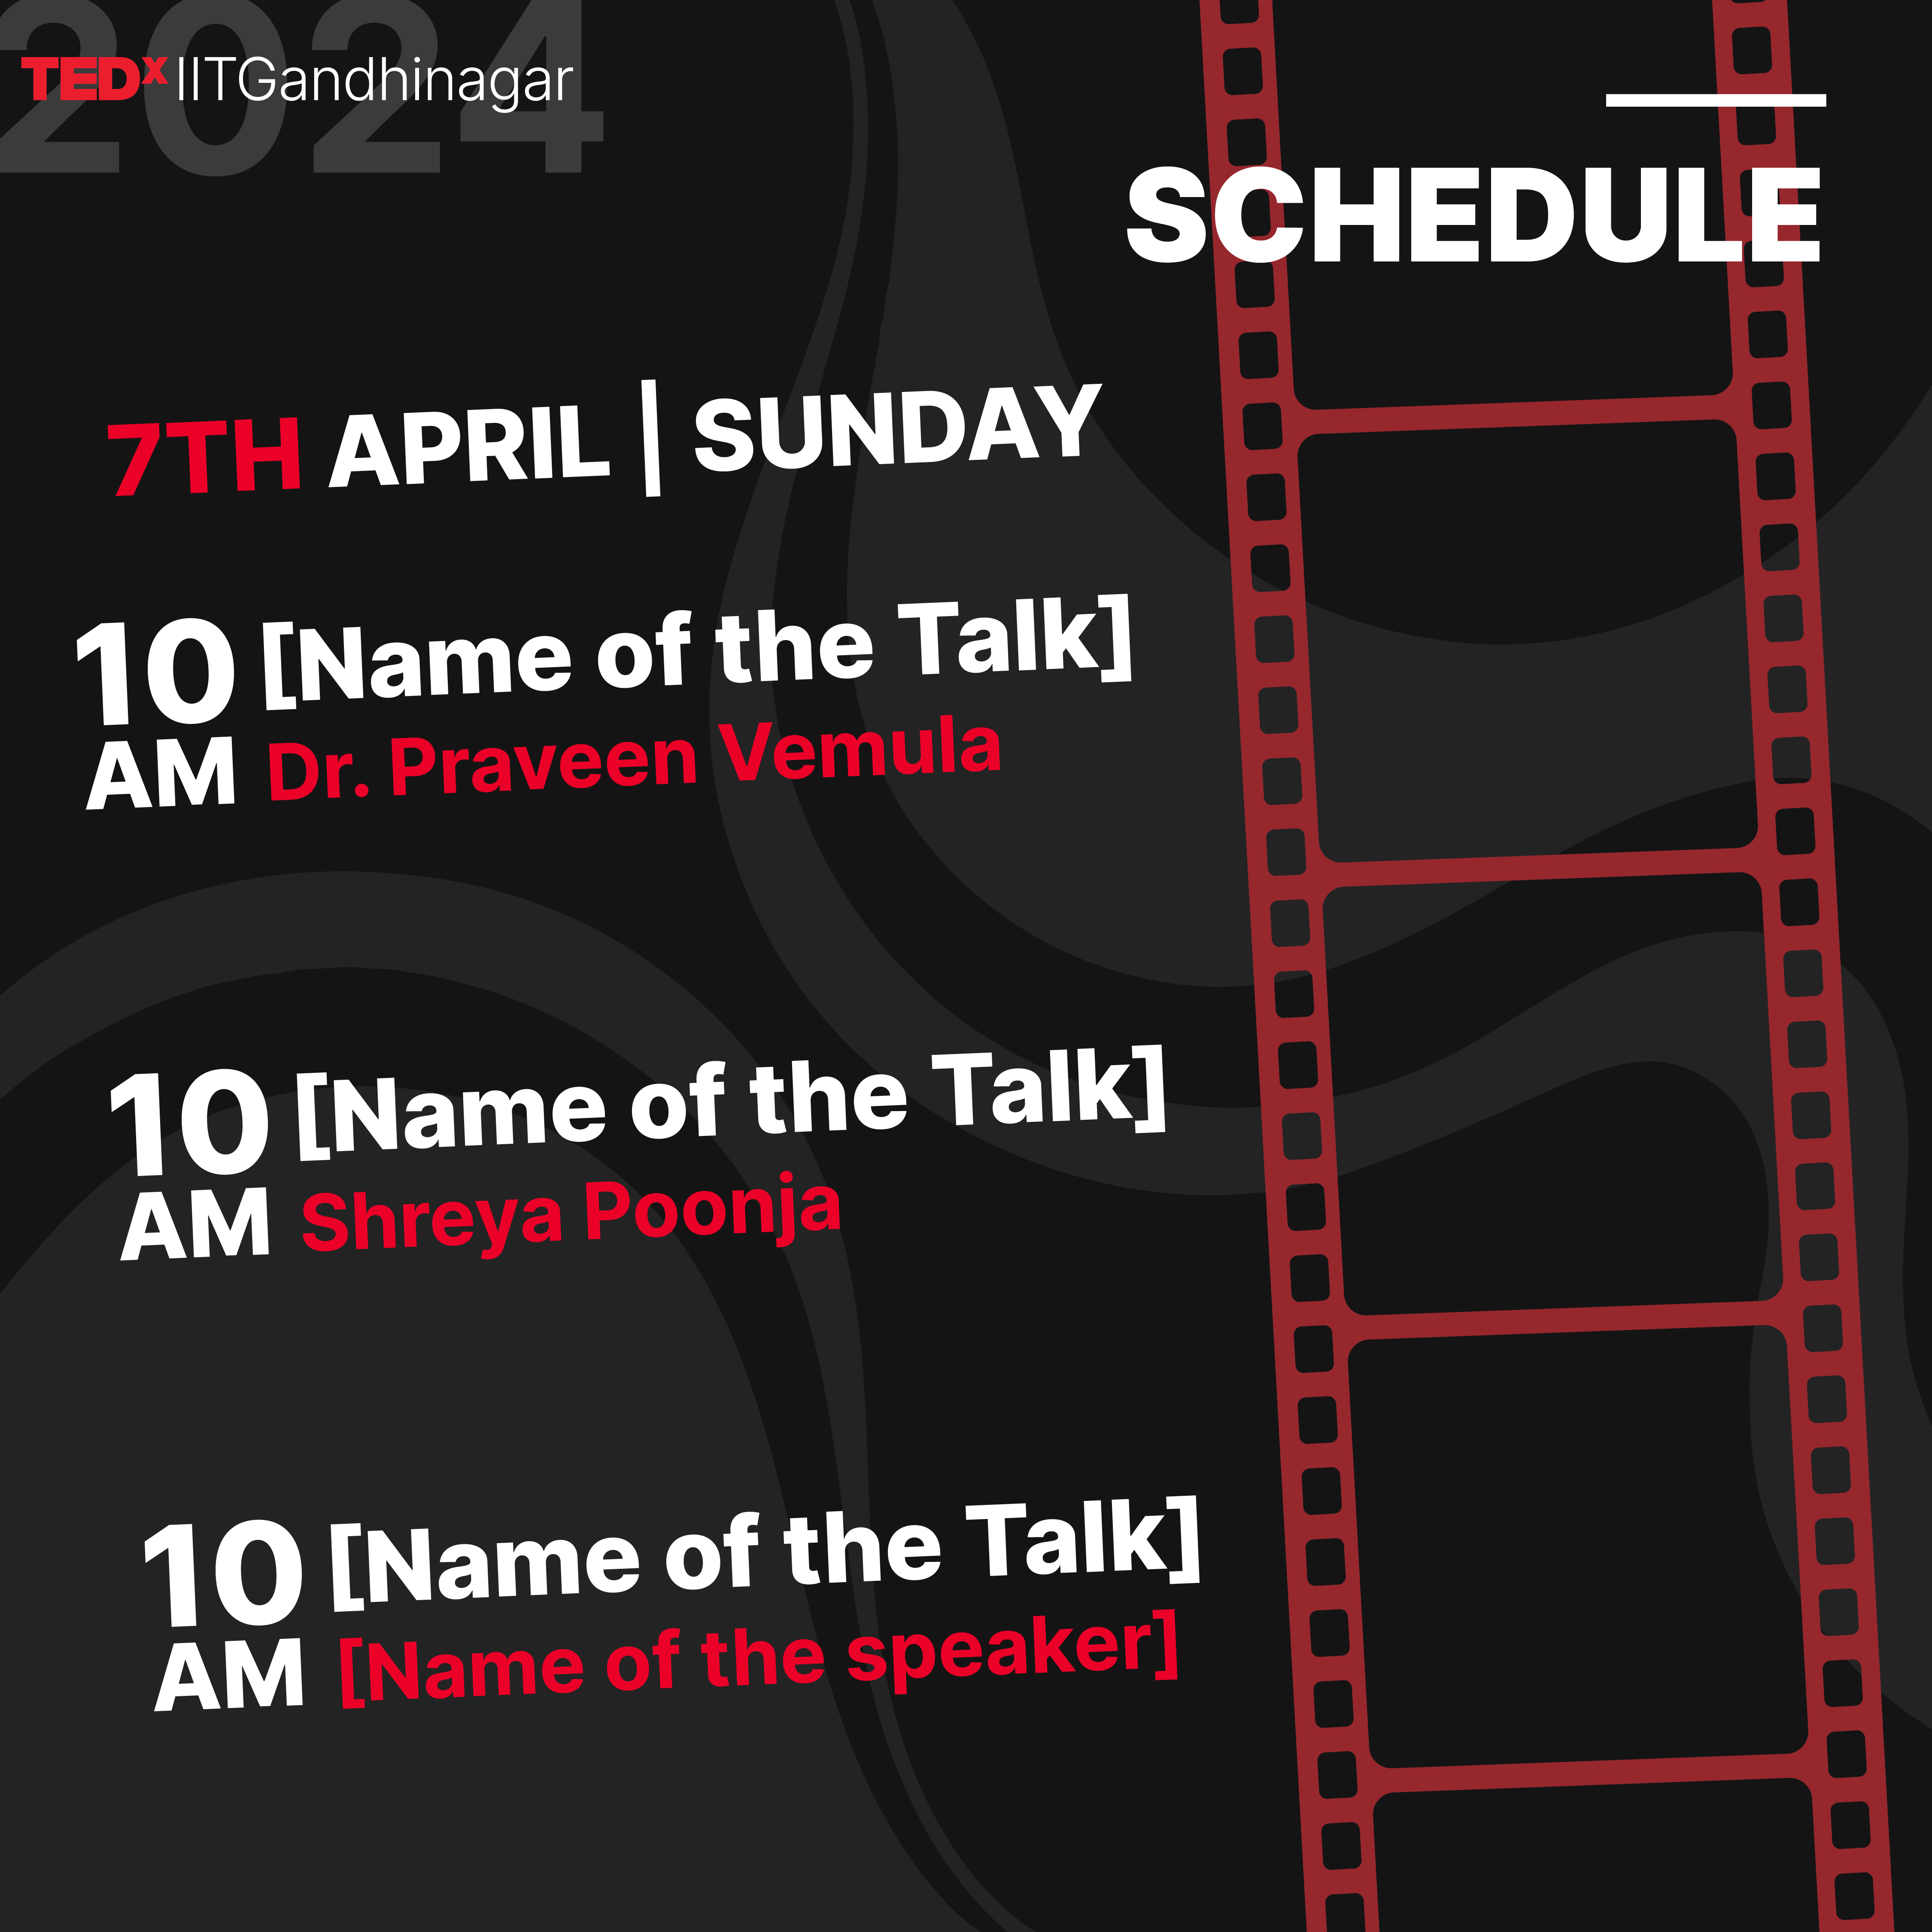 2024
TEDx IITGandhinagar
SCHEDULE
7TH APRIL | SUNDAY
10 [Name of the Talk]
AM Dr. Praveen Vemula
10 [Name of the Talk]
AM Shreya Poonja
10 [Name of the Talk]
AM [Name of the speaker]